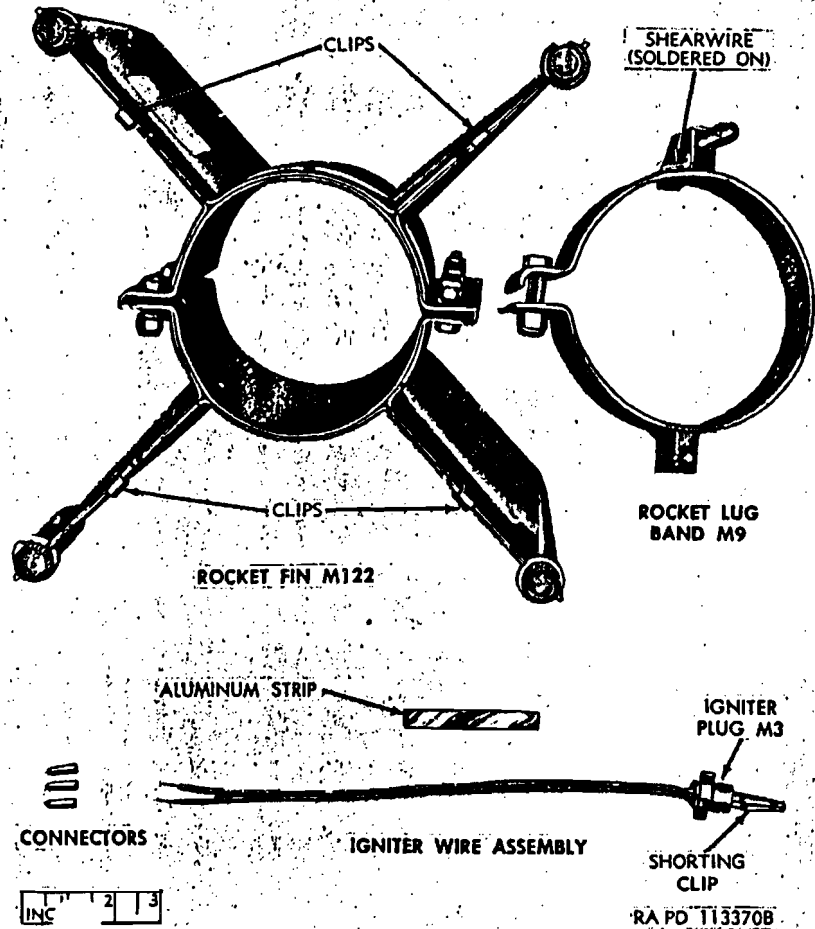 CLIPS
SHEARWIRE
(SOLDERED ON)
CLIPS
ROCKET LUG
BAND M9
ROCKET FIN M122
ALUMINUM STRIP
IGNITER
PLUG M3
CONNECTORS
IGNITER WIRE ASSEMBLY
SHORTING
CLIP
INC 1 2 3
RA PD 113370B